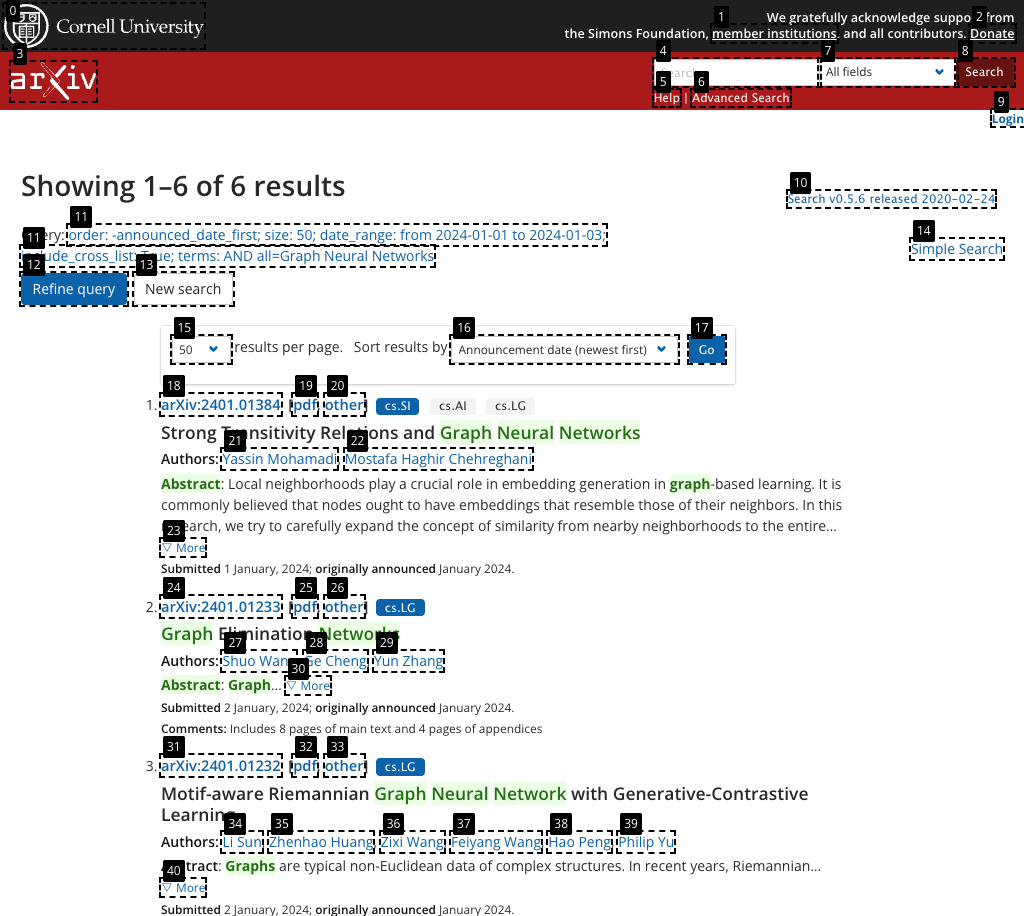 0
Cornell University
1
2
We gratefully acknowledge support from
the Simons Foundation, member institutions. and all contributors. Donate
3
arXiv
4
7
8
Search...
All fields
Search
5
6
Help | Advanced Search
9
Login
Showing 1–6 of 6 results
10
Search v0.5.6 released 2020-02-24
11
Query: order: -announced_date_first; size: 50; date_range: from 2024-01-01 to 2024-01-03;
11
include_cross_list: True; terms: AND all=Graph Neural Networks
14
Simple Search
12
13
Refine query
New search
15
16
17
50
results per page. Sort results by
Announcement date (newest first)
Go
18
19
20
1. arXiv:2401.01384 [pdf, other] cs.SI cs.AI cs.LG
Strong Transitivity Relations and Graph Neural Networks
21
22
Authors: Yassin Mohamadi, Mostafa Haghir Chehreghani
Abstract: Local neighborhoods play a crucial role in embedding generation in graph-based learning. It is
commonly believed that nodes ought to have embeddings that resemble those of their neighbors. In this
research, we try to carefully expand the concept of similarity from nearby neighborhoods to the entire…
23
▽ More
Submitted 1 January, 2024; originally announced January 2024.
24
25
26
2. arXiv:2401.01233 [pdf, other] cs.LG
Graph Elimination Networks
27
28
29
Authors: Shuo Wang, Ge Cheng, Yun Zhang
30
Abstract: Graph… ▽ More
Submitted 2 January, 2024; originally announced January 2024.
Comments: Includes 8 pages of main text and 4 pages of appendices
31
32
33
3. arXiv:2401.01232 [pdf, other] cs.LG
Motif-aware Riemannian Graph Neural Network with Generative-Contrastive
Learning
34
35
36
37
38
39
Authors: Li Sun, Zhenhao Huang, Zixi Wang, Feiyang Wang, Hao Peng, Philip Yu
40
Abstract: Graphs are typical non-Euclidean data of complex structures. In recent years, Riemannian…
▽ More
Submitted 2 January, 2024; originally announced January 2024.